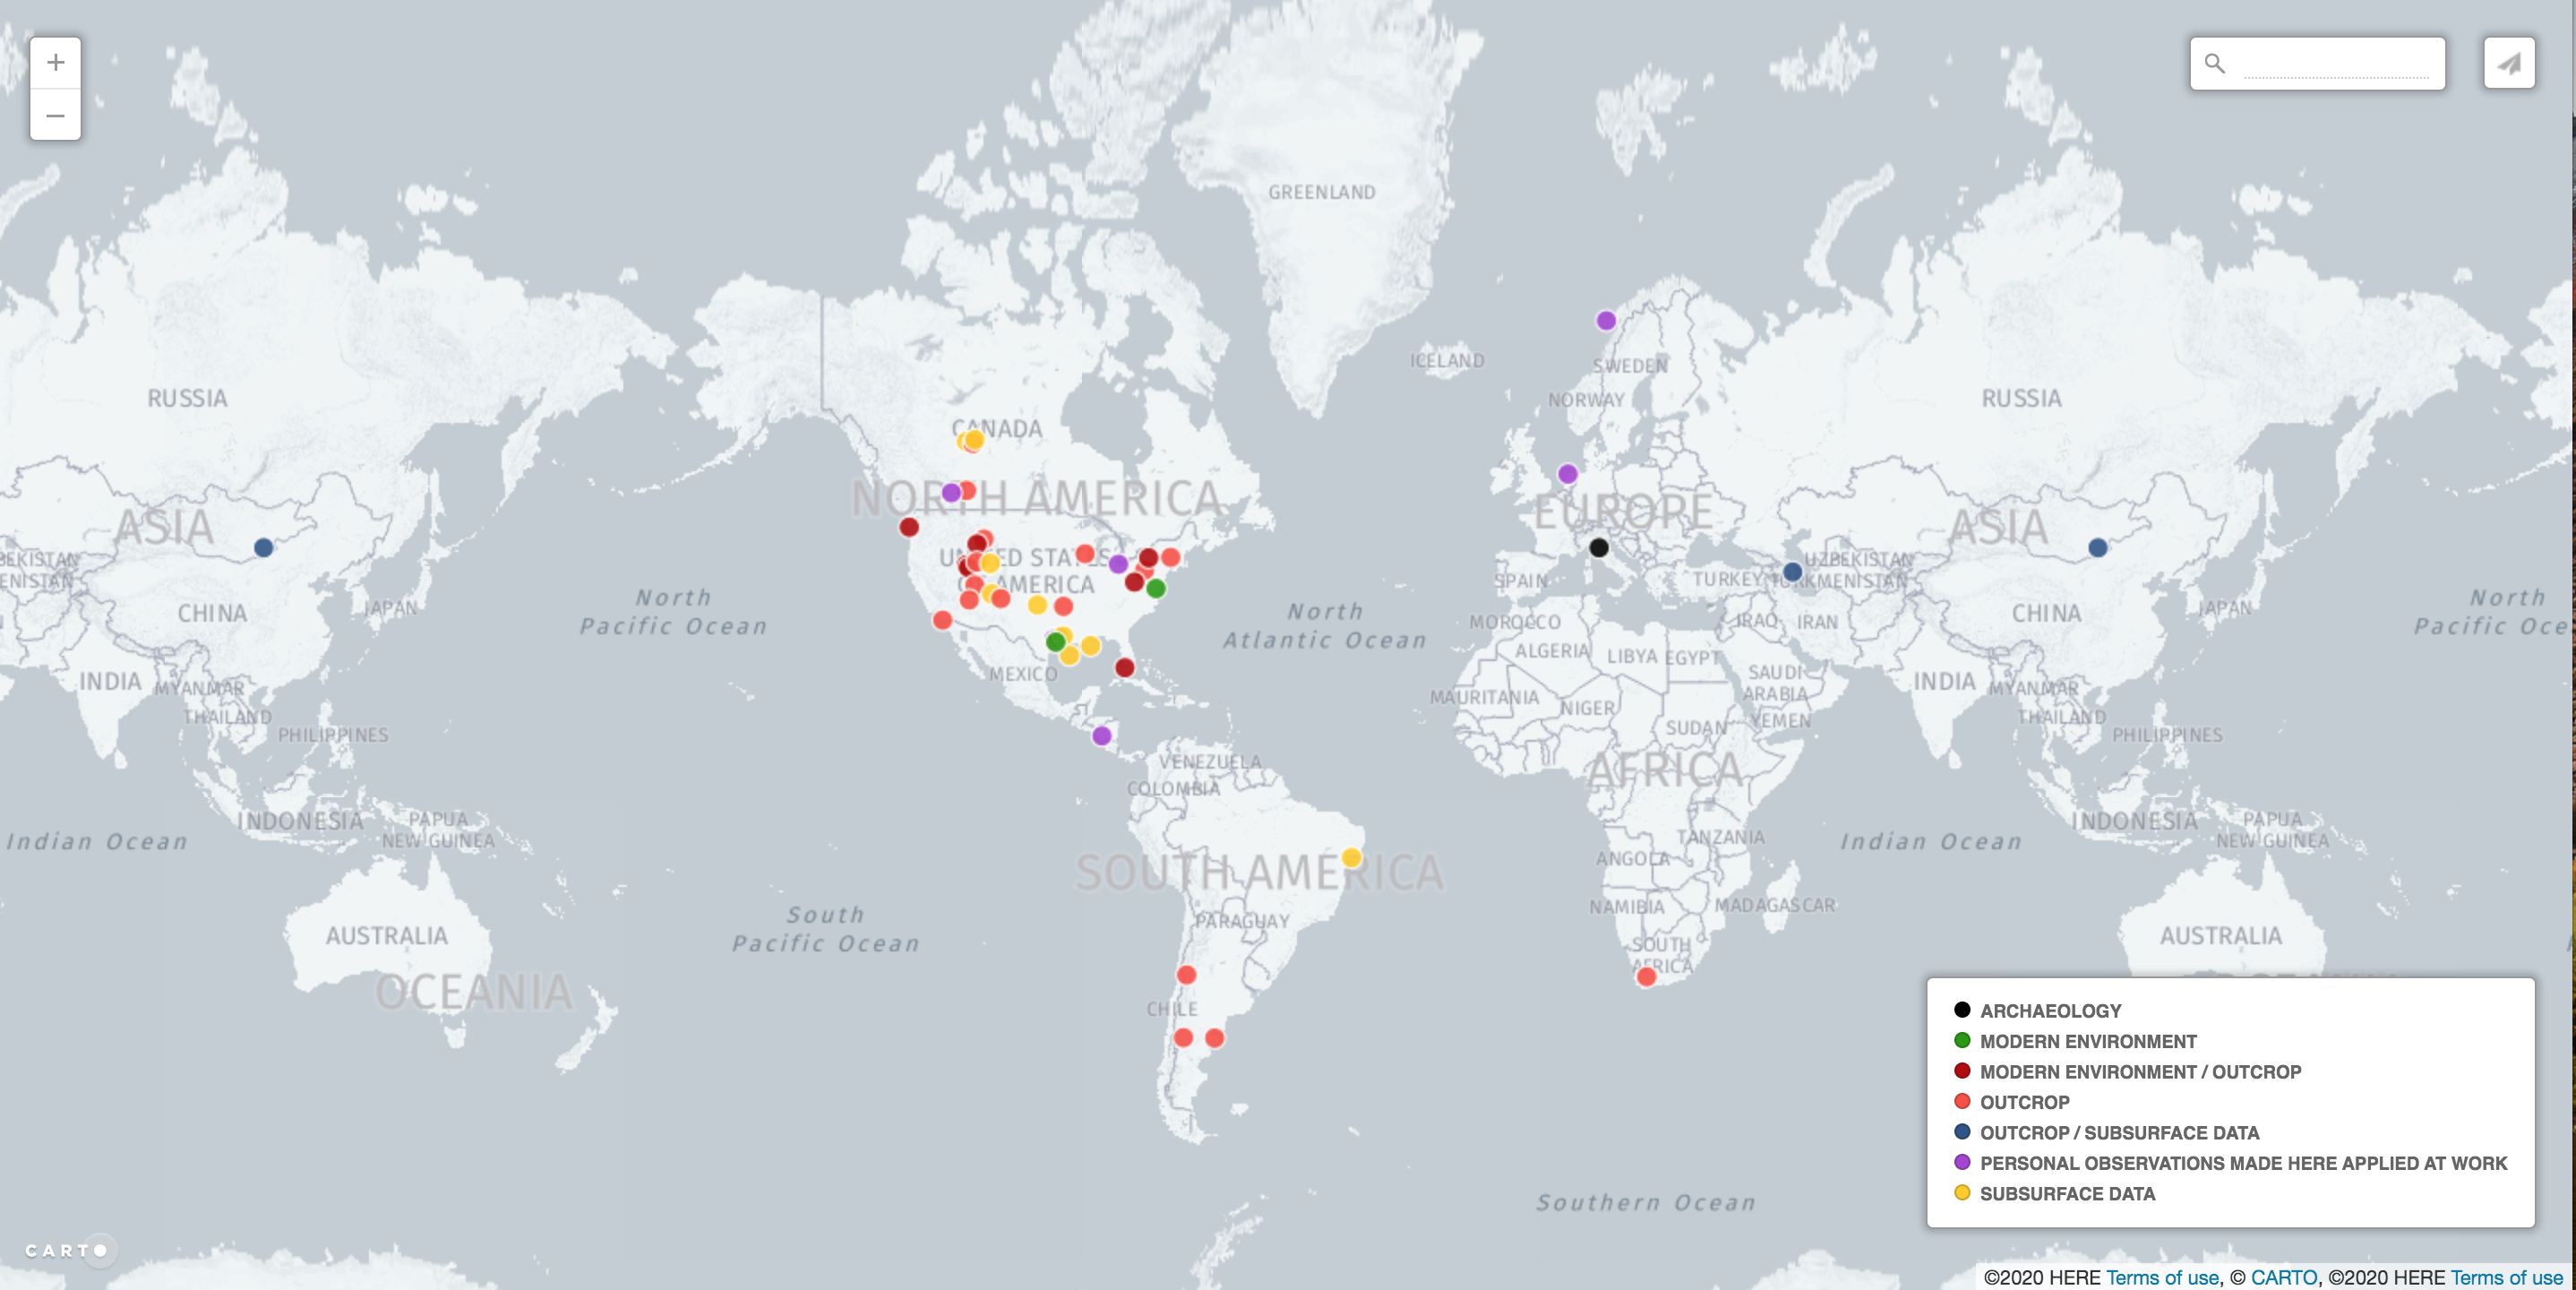 +
−
GREENLAND
ICELAND
SWEDEN
NORWAY
RUSSIA
RUSSIA
CANADA
NORTH AMERICA
EUROPE
ASIA
ASIA
UZBEKISTAN
TURKMENISTAN
UNITED STATES
OF AMERICA
SPAIN
TURKEY
BEKISTAN
ENISTAN
CHINA
JAPAN
CHINA
JAPAN
North
Pacific Ocean
North
Atlantic Ocean
North
Pacific Oce
MOROCCO
IRAQ
IRAN
ALGERIA
LIBYA
EGYPT
MEXICO
SAUDI
ARABIA
INDIA
MYANMAR
INDIA
MYANMAR
MAURITANIA
NIGER
THAILAND
SUDAN
YEMEN
THAILAND
PHILIPPINES
PHILIPPINES
VENEZUELA
AFRICA
COLOMBIA
INDONESIA
PAPUA
NEW GUINEA
INDONESIA
PAPUA
NEW GUINEA
Indian Ocean
TANZANIA
Indian Ocean
ANGOLA
SOUTH AMERICA
NAMIBIA
MADAGASCAR
South
Pacific Ocean
PARAGUAY
AUSTRALIA
AUSTRALIA
SOUTH
AFRICA
OCEANIA
CHILE
ARCHAEOLOGY
MODERN ENVIRONMENT
MODERN ENVIRONMENT / OUTCROP
OUTCROP
OUTCROP / SUBSURFACE DATA
PERSONAL OBSERVATIONS MADE HERE APPLIED AT WORK
SUBSURFACE DATA
Southern Ocean
CARTO
©2020 HERE Terms of use, © CARTO, ©2020 HERE Terms of use